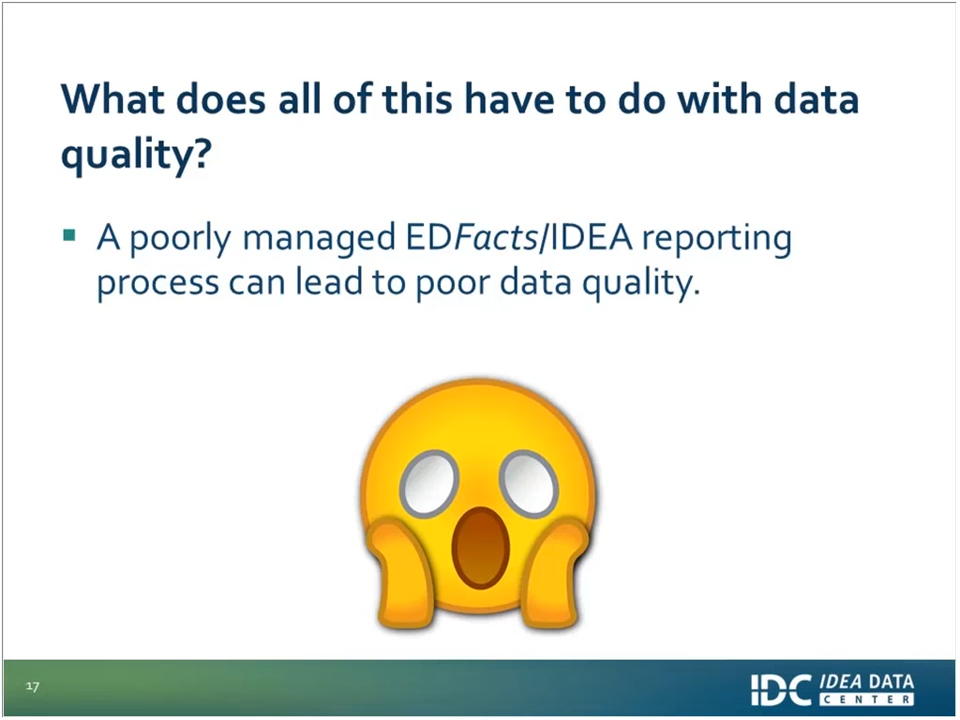 What does all of this have to do with data
quality?
▪ A poorly managed EDFacts/IDEA reporting
process can lead to poor data quality.
17
IDC IDEA DATA
CENTER